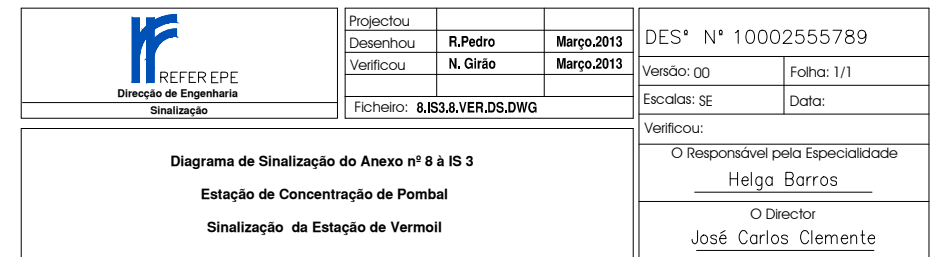 REFER EPE
Direcção de Engenharia
Sinalização
Projectou
Desenhou R.Pedro Março.2013
Verificou N. Girão Março.2013
Ficheiro: 8.IS3.8.VER.DS.DWG
DESº Nº 10002555789
Versão: 00 Folha: 1/1
Escalas: SE Data:
Verificou:
O Responsável pela Especialidade
Helga Barros
O Director
José Carlos Clemente
Diagrama de Sinalização do Anexo nº 8 à IS 3
Estação de Concentração de Pombal
Sinalização da Estação de Vermoil